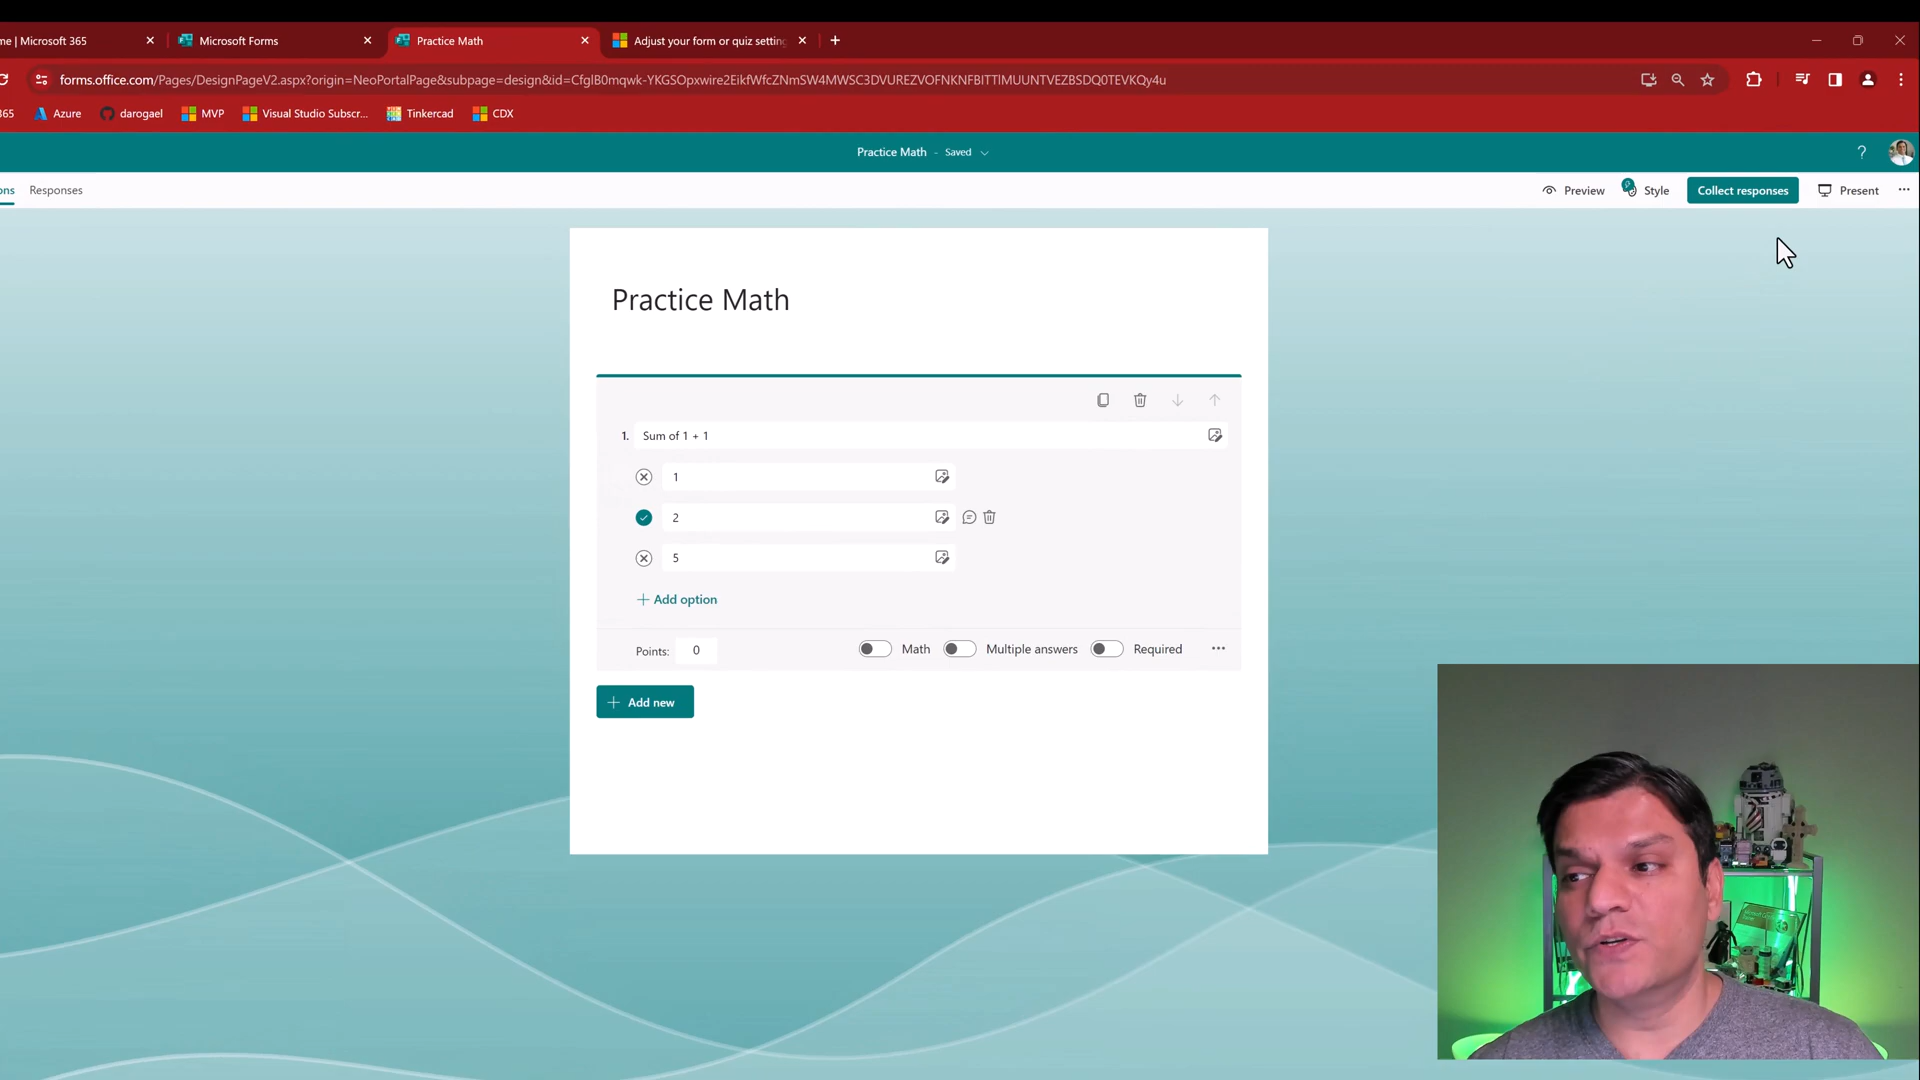 me | Microsoft 365
Microsoft Forms
Practice Math
Adjust your form or quiz setting
forms.office.com/Pages/DesignPageV2.aspx?origin=NeoPortalPage&subpage=design&id=CfglB0mqwk-YKGSOpxwire2EikfWfcZNmSW4MWSC3DVUREZVOFNKNFBITTlMUUNTVEZBSDQ0TEVKQy4u
365
Azure
darogael
MVP
Visual Studio Subscr...
Tinkercad
CDX
Practice Math - Saved
?
ons
Responses
Preview
Style
Collect responses
Present
Practice Math
1. Sum of 1 + 1
1
2
5
Add option
Points: 0
Math
Multiple answers
Required
Add new